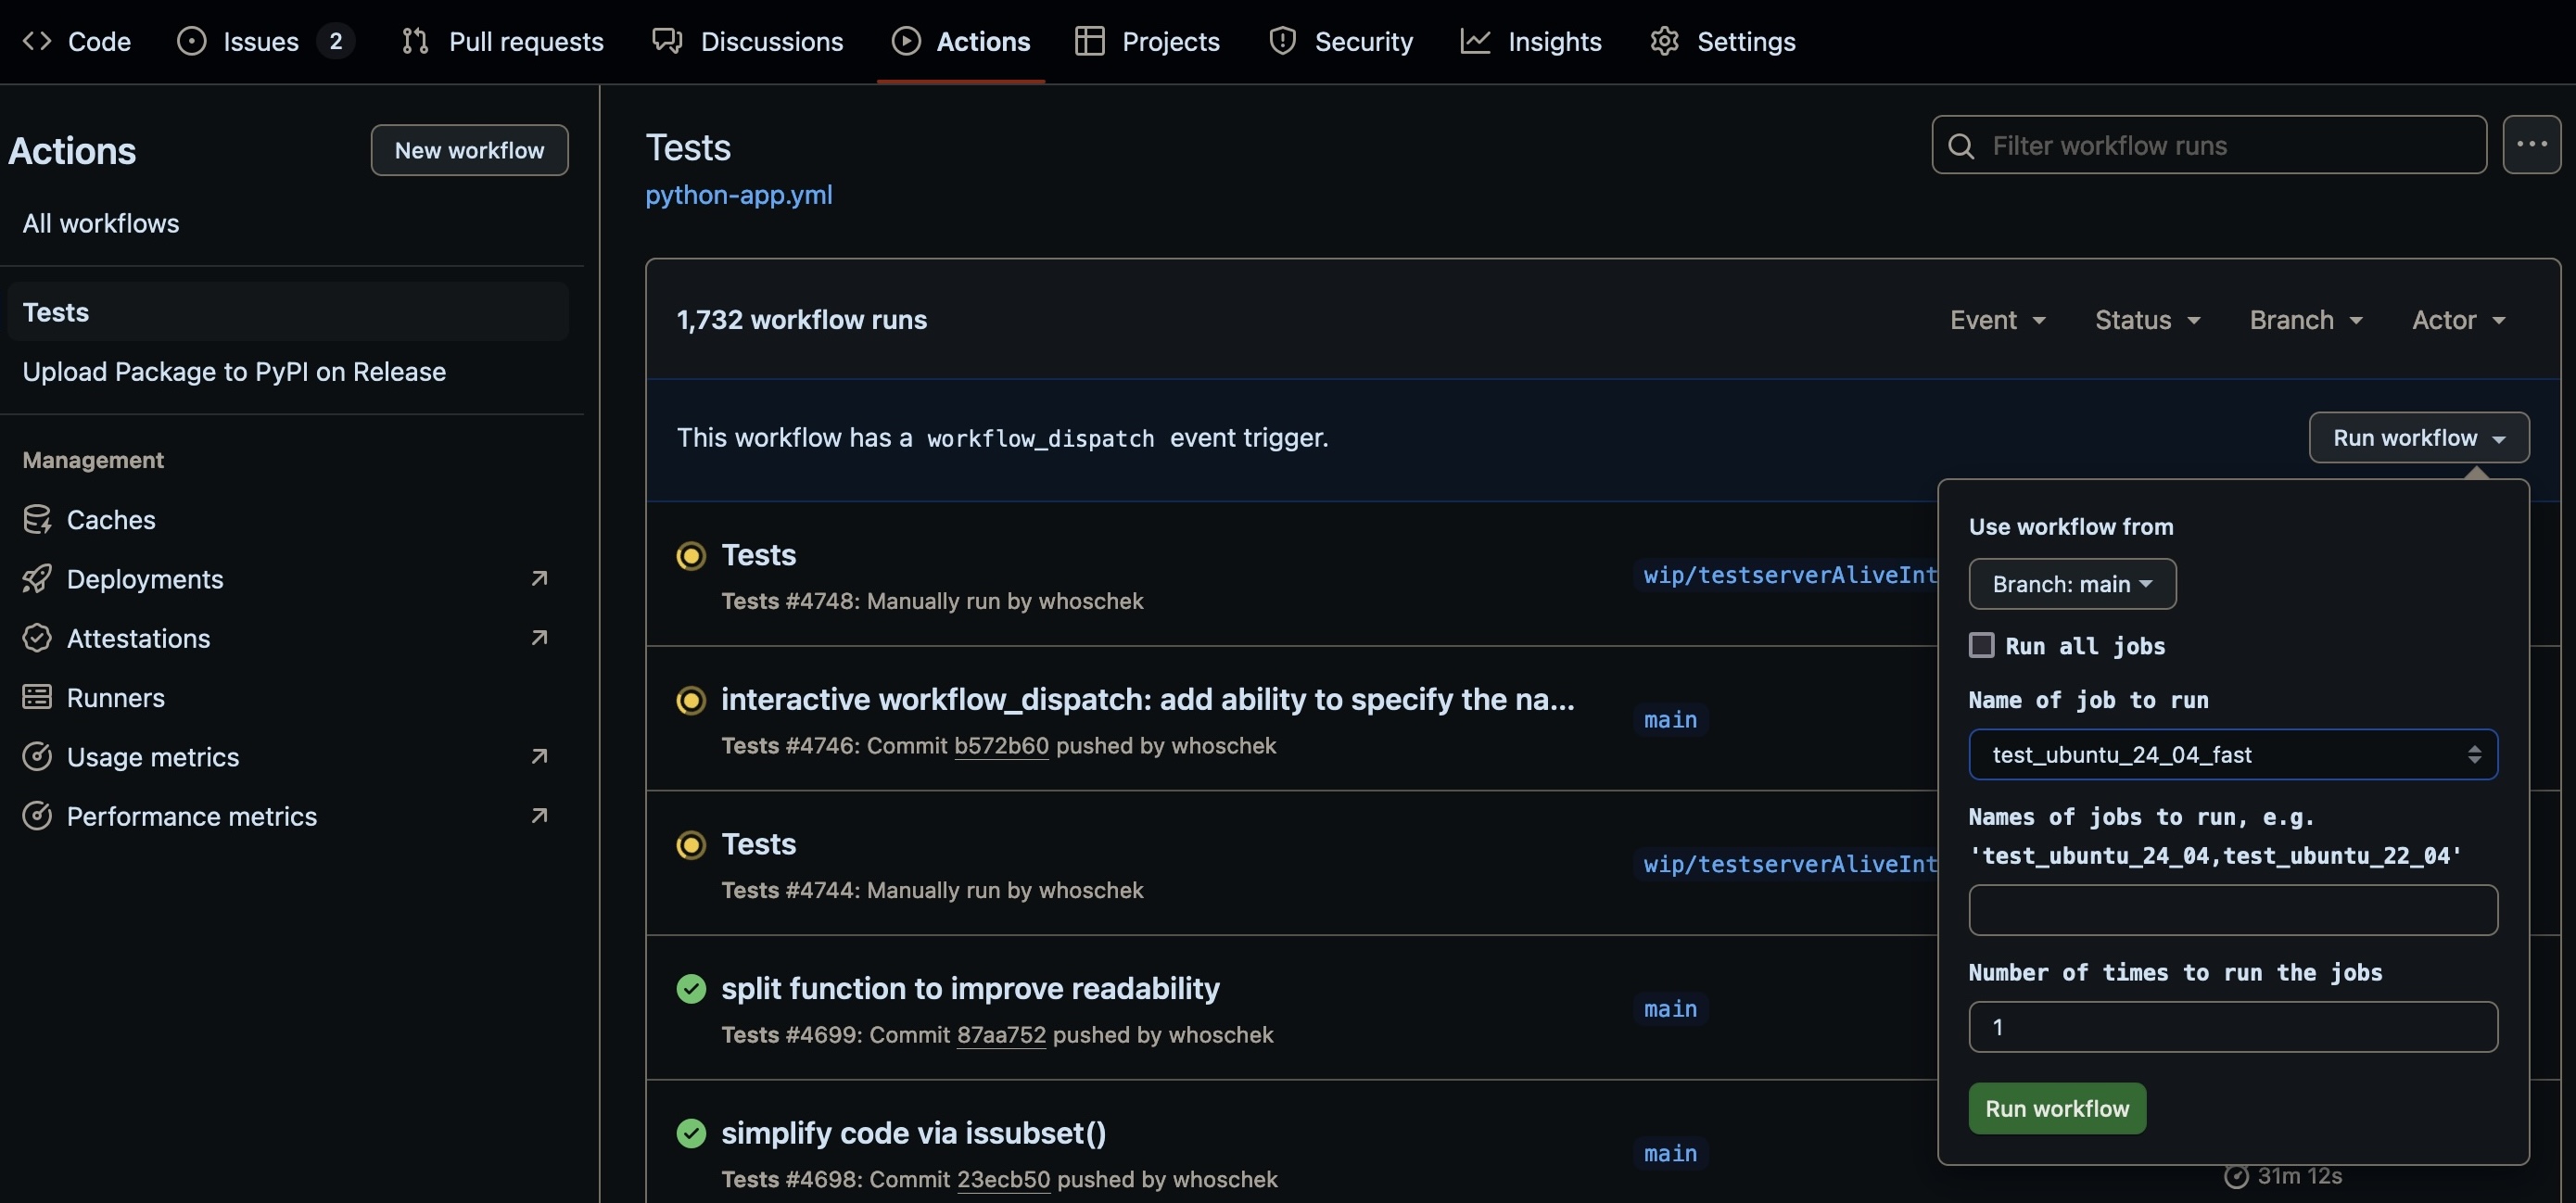 Code Issues 2 Pull requests Discussions Actions Projects Security Insights Settings
Actions New workflow
All workflows
Tests
Upload Package to PyPI on Release
Management
Caches
Deployments
Attestations
Runners
Usage metrics
Performance metrics
Tests
python-app.yml
Filter workflow runs
1,732 workflow runs
Event Status Branch Actor
This workflow has a workflow_dispatch event trigger.
Run workflow
Tests
Tests #4748: Manually run by whoschek
wip/testserverAliveInt
interactive workflow_dispatch: add ability to specify the na...
Tests #4746: Commit b572b60 pushed by whoschek
main
Tests
Tests #4744: Manually run by whoschek
wip/testserverAliveInt
split function to improve readability
Tests #4699: Commit 87aa752 pushed by whoschek
main
simplify code via issubset()
Tests #4698: Commit 23ecb50 pushed by whoschek
main
31m 12s
Use workflow from
Branch: main
Run all jobs
Name of job to run
test_ubuntu_24_04_fast
Names of jobs to run, e.g.
'test_ubuntu_24_04,test_ubuntu_22_04'
Number of times to run the jobs
1
Run workflow